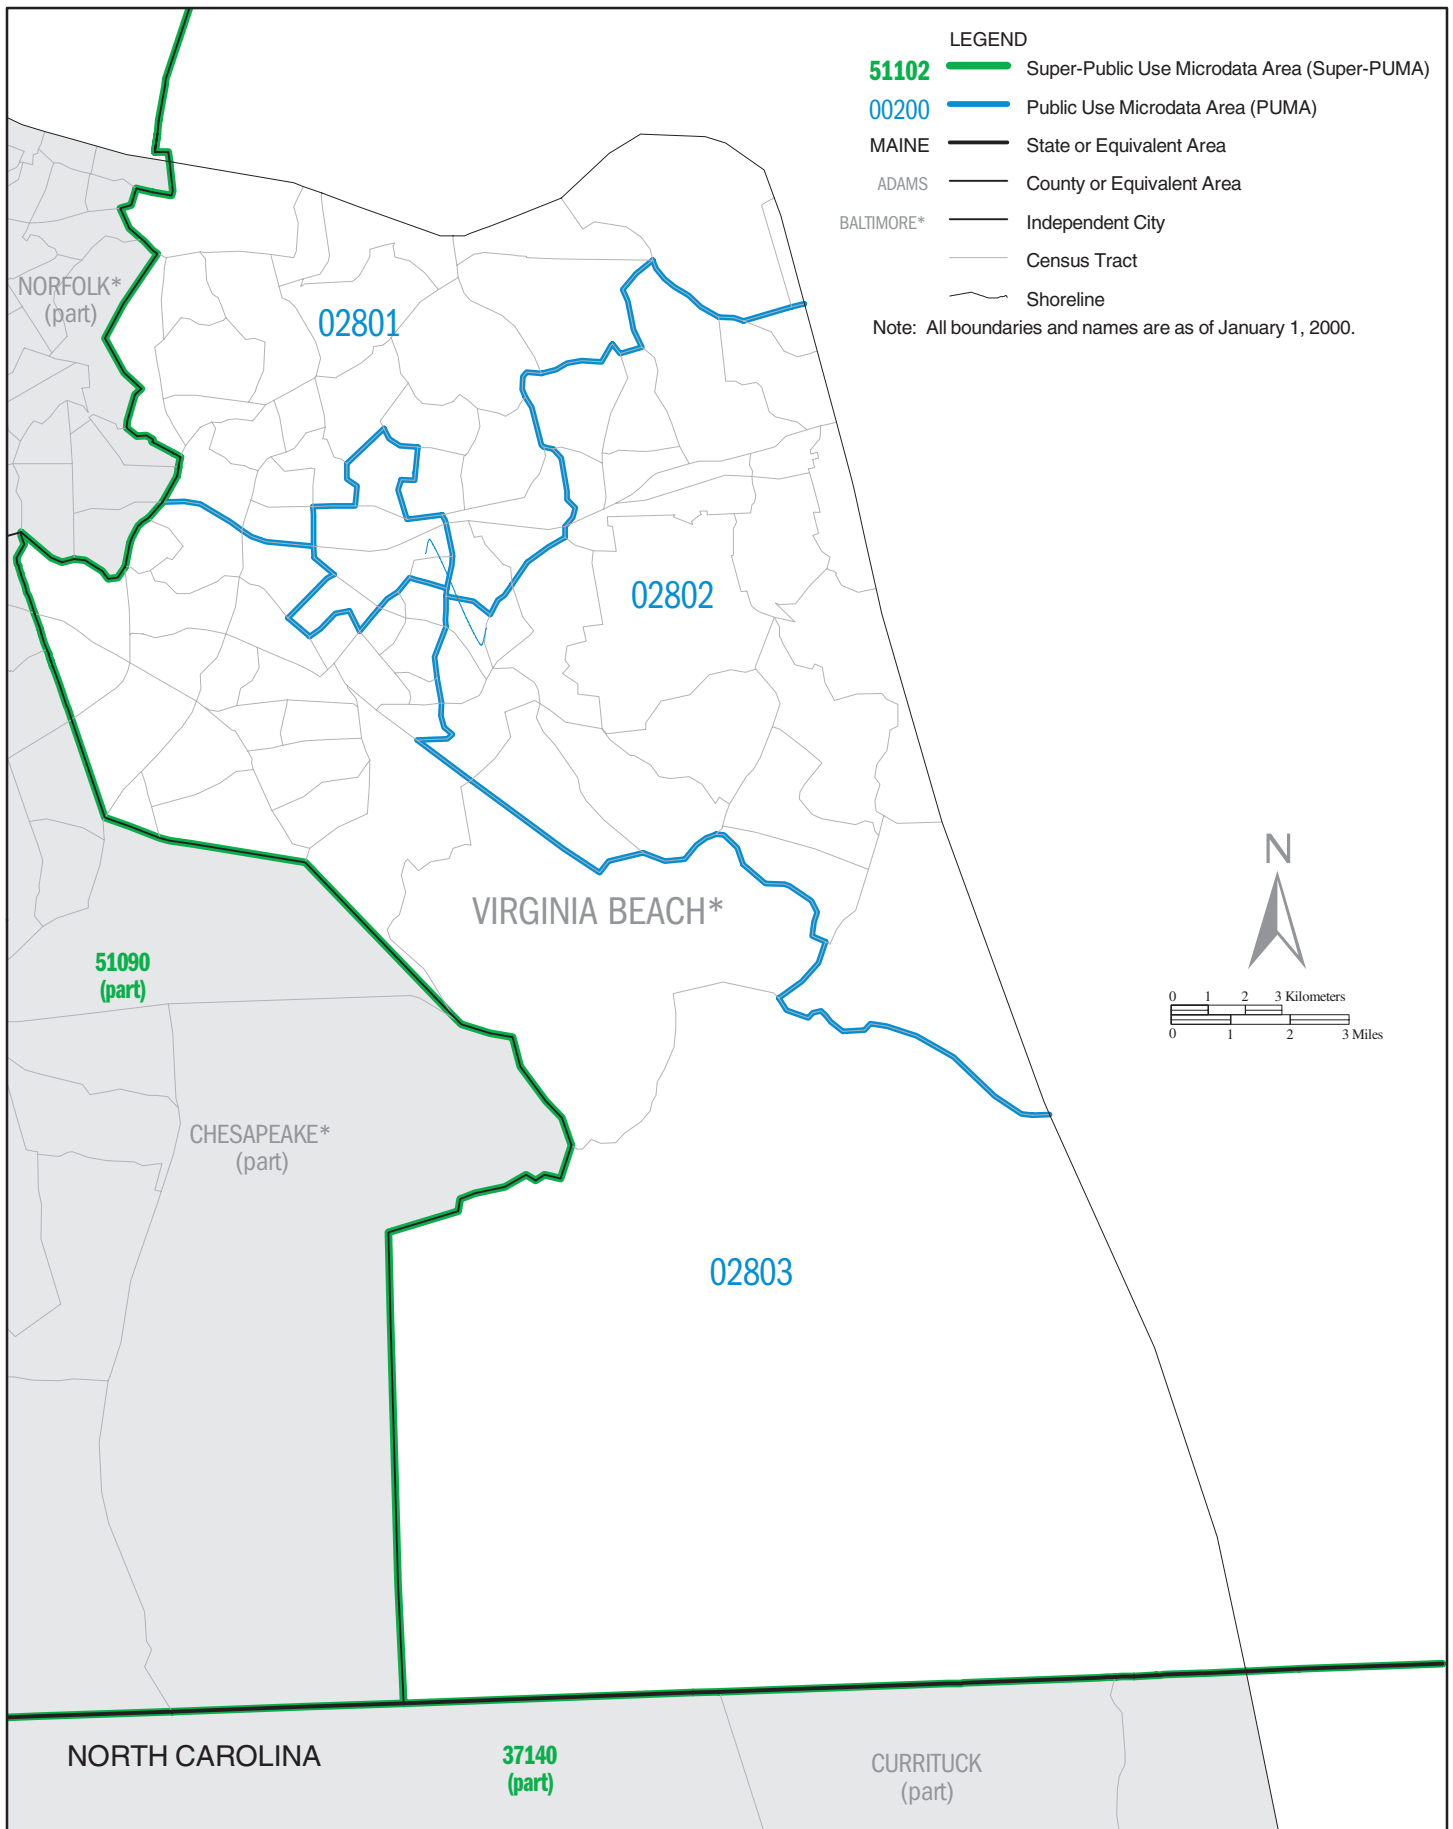 LEGEND
51102 Super-Public Use Microdata Area (Super-PUMA)
00200 Public Use Microdata Area (PUMA)
MAINE State or Equivalent Area
ADAMS County or Equivalent Area
BALTIMORE* Independent City
Census Tract
Shoreline
Note: All boundaries and names are as of January 1, 2000.
NORFOLK*
(part)
02801
02802
VIRGINIA BEACH*
N
51090
(part)
0 1 2 3 Kilometers
0 1 2 3 Miles
CHESAPEAKE*
(part)
02803
NORTH CAROLINA
37140
(part)
CURRITUCK
(part)